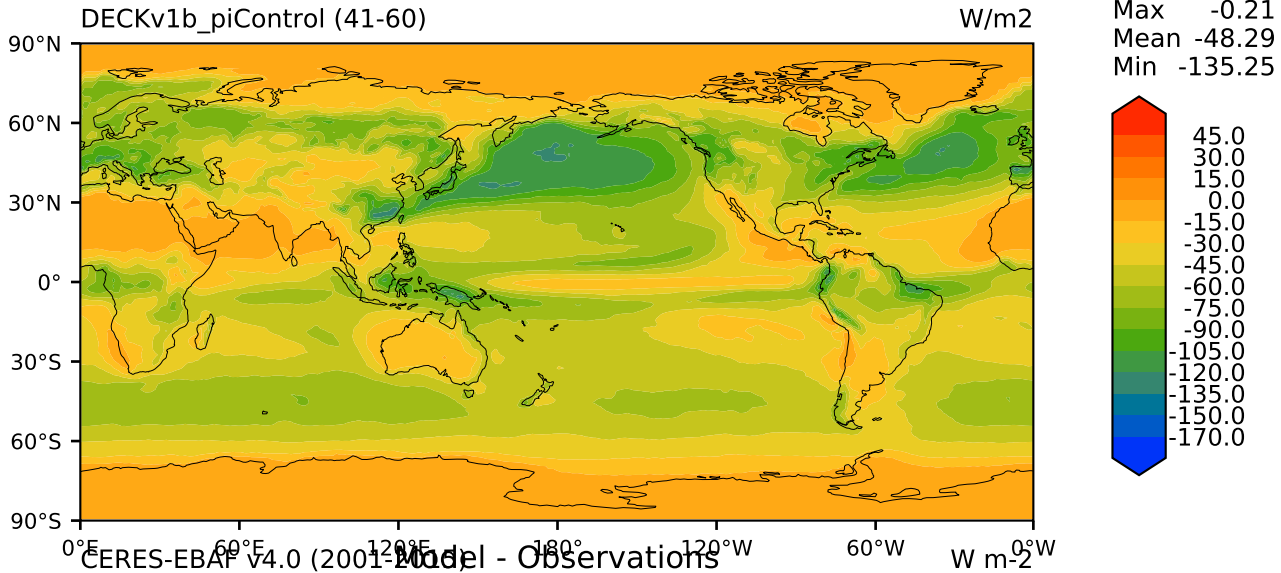 DECKv1b_piControl (41-60) W/m2
Max -0.21
Mean -48.29
Min -135.25
90°N
60°N
30°N
0°
30°S
60°S
90°S
0°E 60°E 120°E 180° 120°W 60°W 0°W
45.0
30.0
15.0
0.0
-15.0
-30.0
-45.0
-60.0
-75.0
-90.0
-105.0
-120.0
-135.0
-150.0
-170.0
CERES-EBAF v4.0 (2001-2015) W m-2
Model - Observations